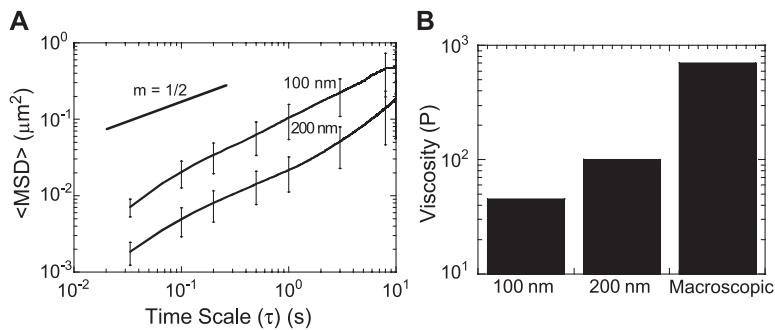 A
B
10⁰
10⁻¹
10⁻²
10⁻³
<MSD> (μm²)
m = 1/2
100 nm
200 nm
10⁻²
10⁻¹
10⁰
10¹
Time Scale (τ) (s)
10³
10²
10¹
Viscosity (P)
100 nm
200 nm
Macroscopic